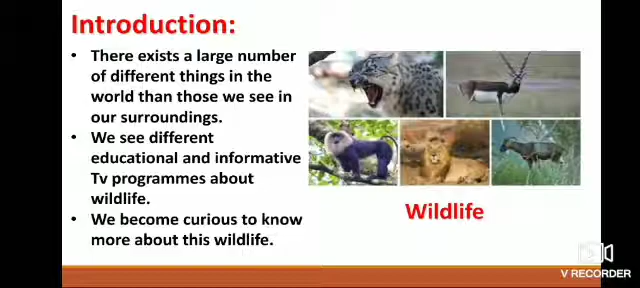 Introduction:
• There exists a large number
of different things in the
world than those we see in
our surroundings.
• We see different
educational and informative
Tv programmes about
wildlife.
• We become curious to know
more about this wildlife.
Wildlife
V RECORDER